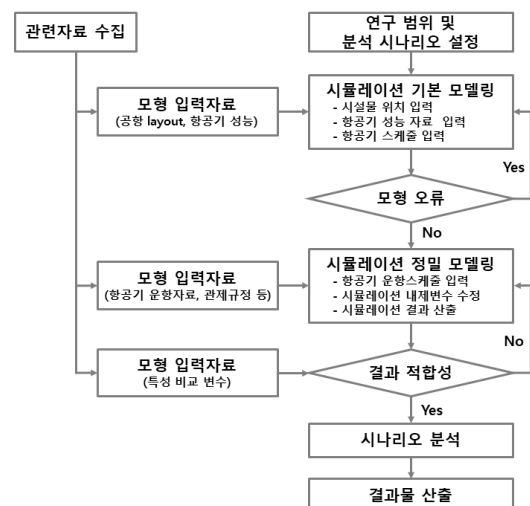 관련자료 수집
연구 범위 및
분석 시나리오 설정
모형 입력자료
(공항 layout, 항공기 성능)
시뮬레이션 기본 모델링
- 시설물 위치 입력
- 항공기 성능 자료 입력
- 항공기 스케줄 입력
Yes
모형 오류
No
모형 입력자료
(항공기 운항자료, 관제규정 등)
시뮬레이션 정밀 모델링
- 항공기 운항스케줄 입력
- 시뮬레이션 내제변수 수정
- 시뮬레이션 결과 산출
No
모형 입력자료
(특성 비교 변수)
결과 적합성
Yes
시나리오 분석
결과물 산출